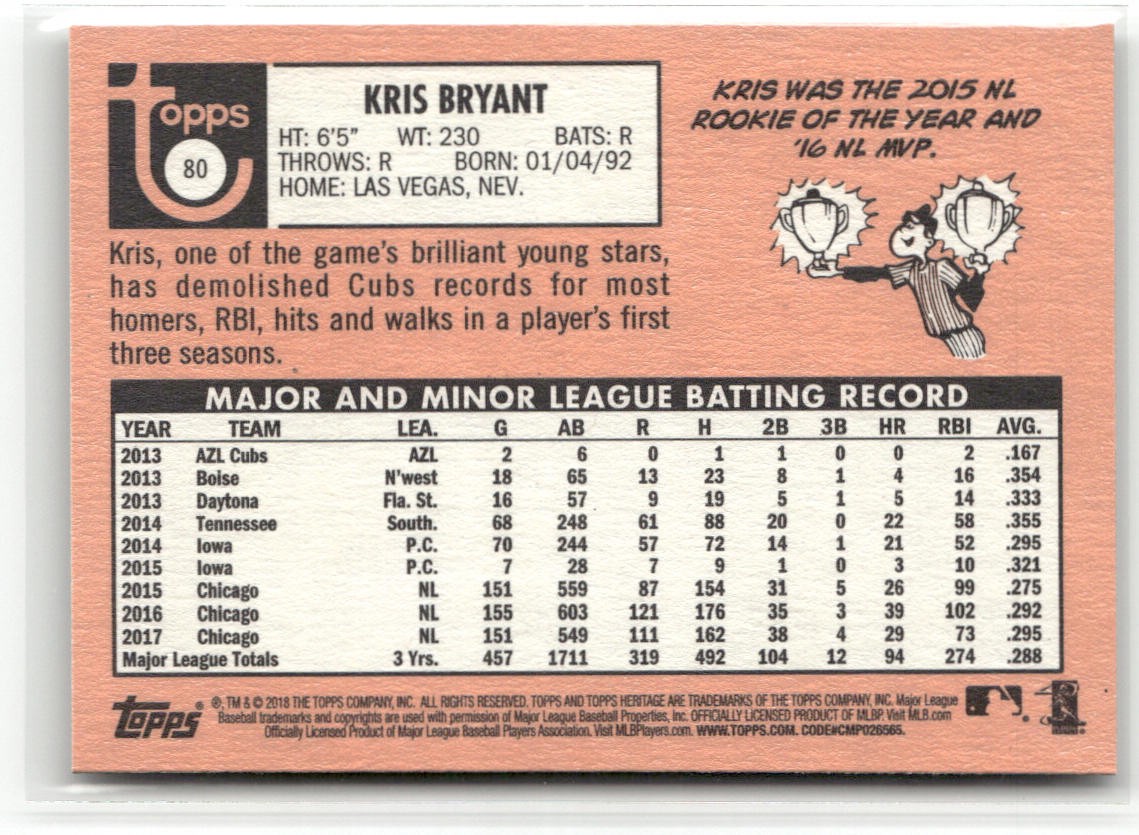 topps
80
KRIS BRYANT
HT: 6'5" WT: 230 BATS: R
THROWS: R BORN: 01/04/92
HOME: LAS VEGAS, NEV.
KRIS WAS THE 2015 NL
ROOKIE OF THE YEAR AND
'16 NL MVP.
Kris, one of the game's brilliant young stars,
has demolished Cubs records for most
homers, RBI, hits and walks in a player's first
three seasons.
MAJOR AND MINOR LEAGUE BATTING RECORD
YEAR TEAM LEA. G AB R H 2B 3B HR RBI AVG.
2013 AZL Cubs AZL 2 6 0 1 1 0 0 2 .167
2013 Boise N'west 18 65 13 23 8 1 4 16 .354
2013 Daytona Fla. St. 16 57 9 19 5 1 5 14 .333
2014 Tennessee South. 68 248 61 88 20 0 22 58 .355
2014 Iowa P.C. 70 244 57 72 14 1 21 52 .295
2015 Iowa P.C. 7 28 7 9 1 0 3 10 .321
2015 Chicago NL 151 559 87 154 31 5 26 99 .275
2016 Chicago NL 155 603 121 176 35 3 39 102 .292
2017 Chicago NL 151 549 111 162 38 4 29 73 .295
Major League Totals 3 Yrs. 457 1711 319 492 104 12 94 274 .288
topps®
®, TM & © 2018 THE TOPPS COMPANY, INC. ALL RIGHTS RESERVED. TOPPS AND TOPPS HERITAGE ARE TRADEMARKS OF THE TOPPS COMPANY, INC. Major League
Baseball trademarks and copyrights are used with permission of Major League Baseball Properties, Inc. OFFICIALLY LICENSED PRODUCT OF MLBP. Visit MLB.com
Officially Licensed Product of Major League Baseball Players Association. Visit MLBPlayers.com. WWW.TOPPS.COM. CODE#CMP026565.